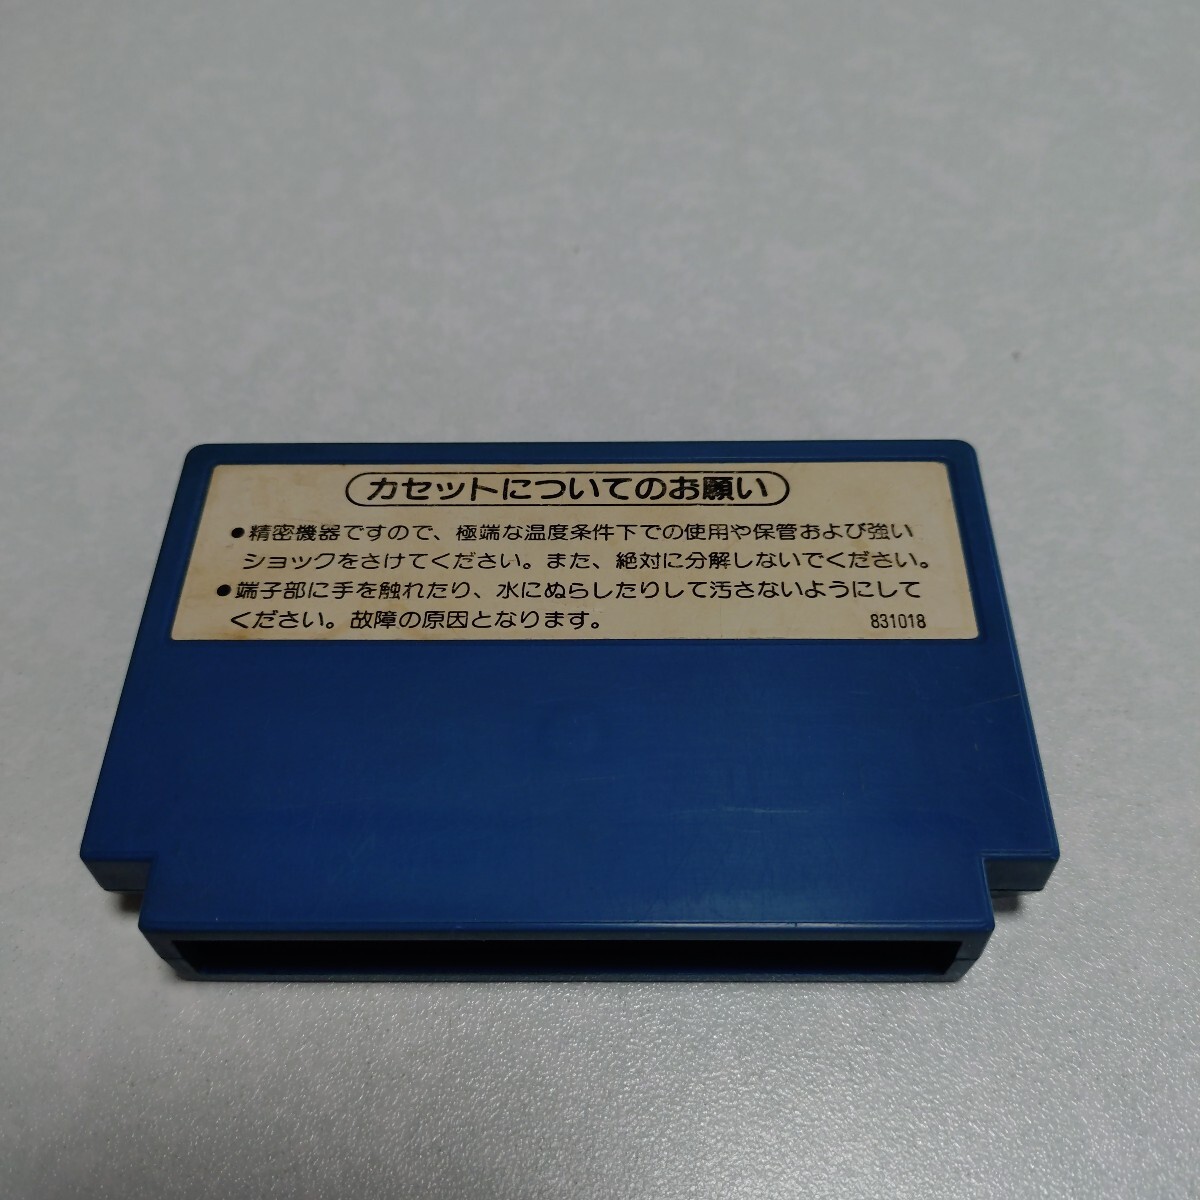 カセットについてのお願い
●精密機器ですので、極端な温度条件下での使用や保管および強い
ショックをさけてください。また、絶対に分解しないでください。
●端子部に手を触れたり、水にぬらしたりして汚さないようにして
ください。故障の原因となります。
831018